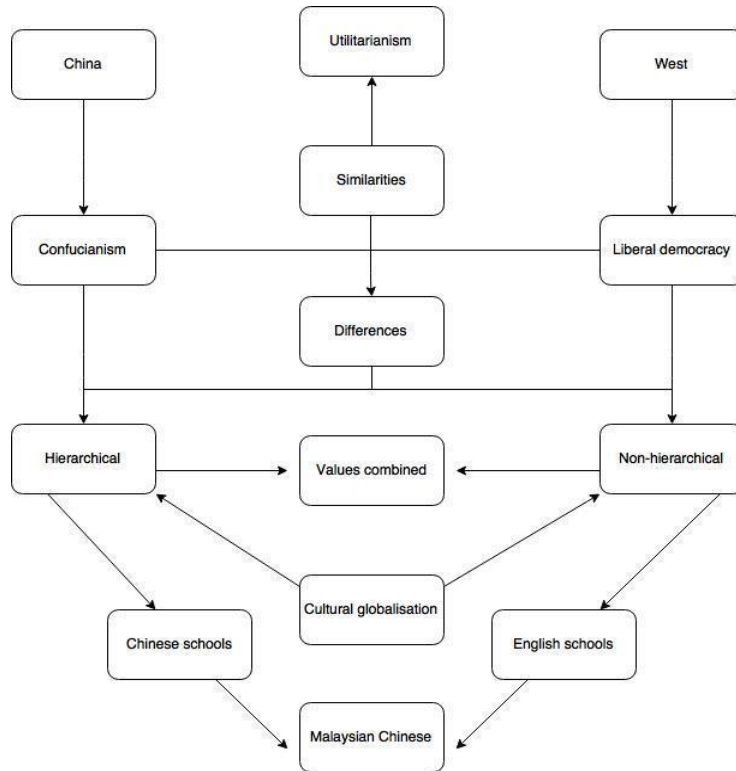 Utilitarianism
China
West
Similarities
Confucianism
Liberal democracy
Differences
Hierarchical
Values combined
Non-hierarchical
Cultural globalisation
Chinese schools
English schools
Malaysian Chinese